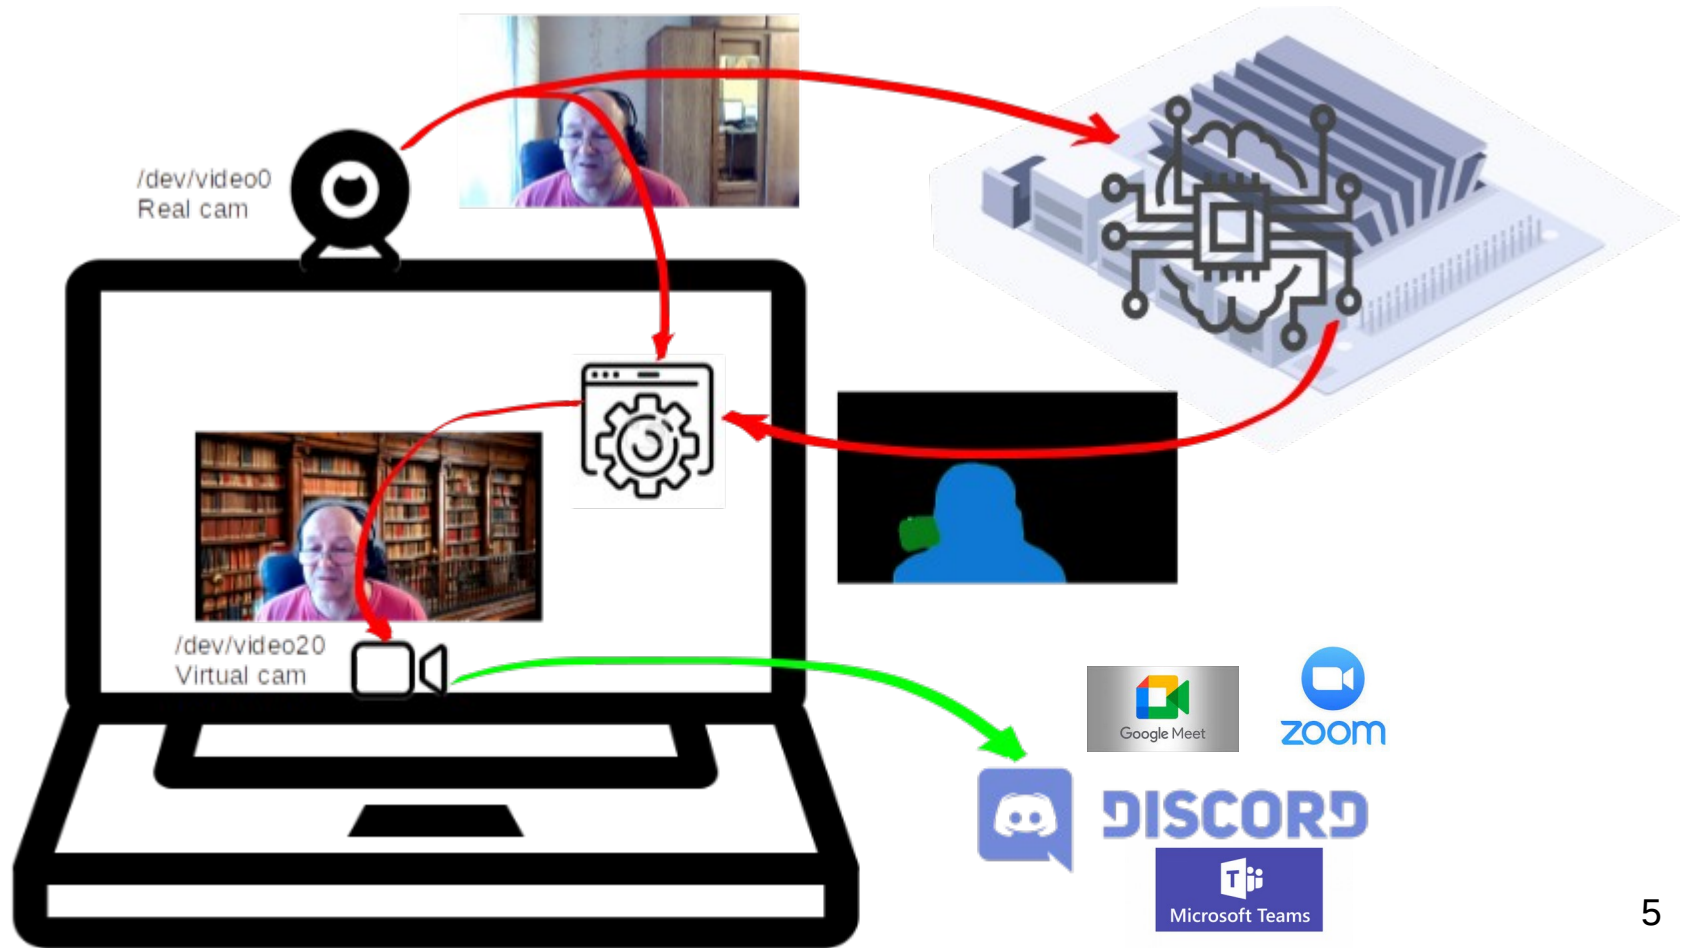 /dev/video0
Real cam
/dev/video20
Virtual cam
Google Meet
zoom
DISCORD
T
Microsoft Teams
5